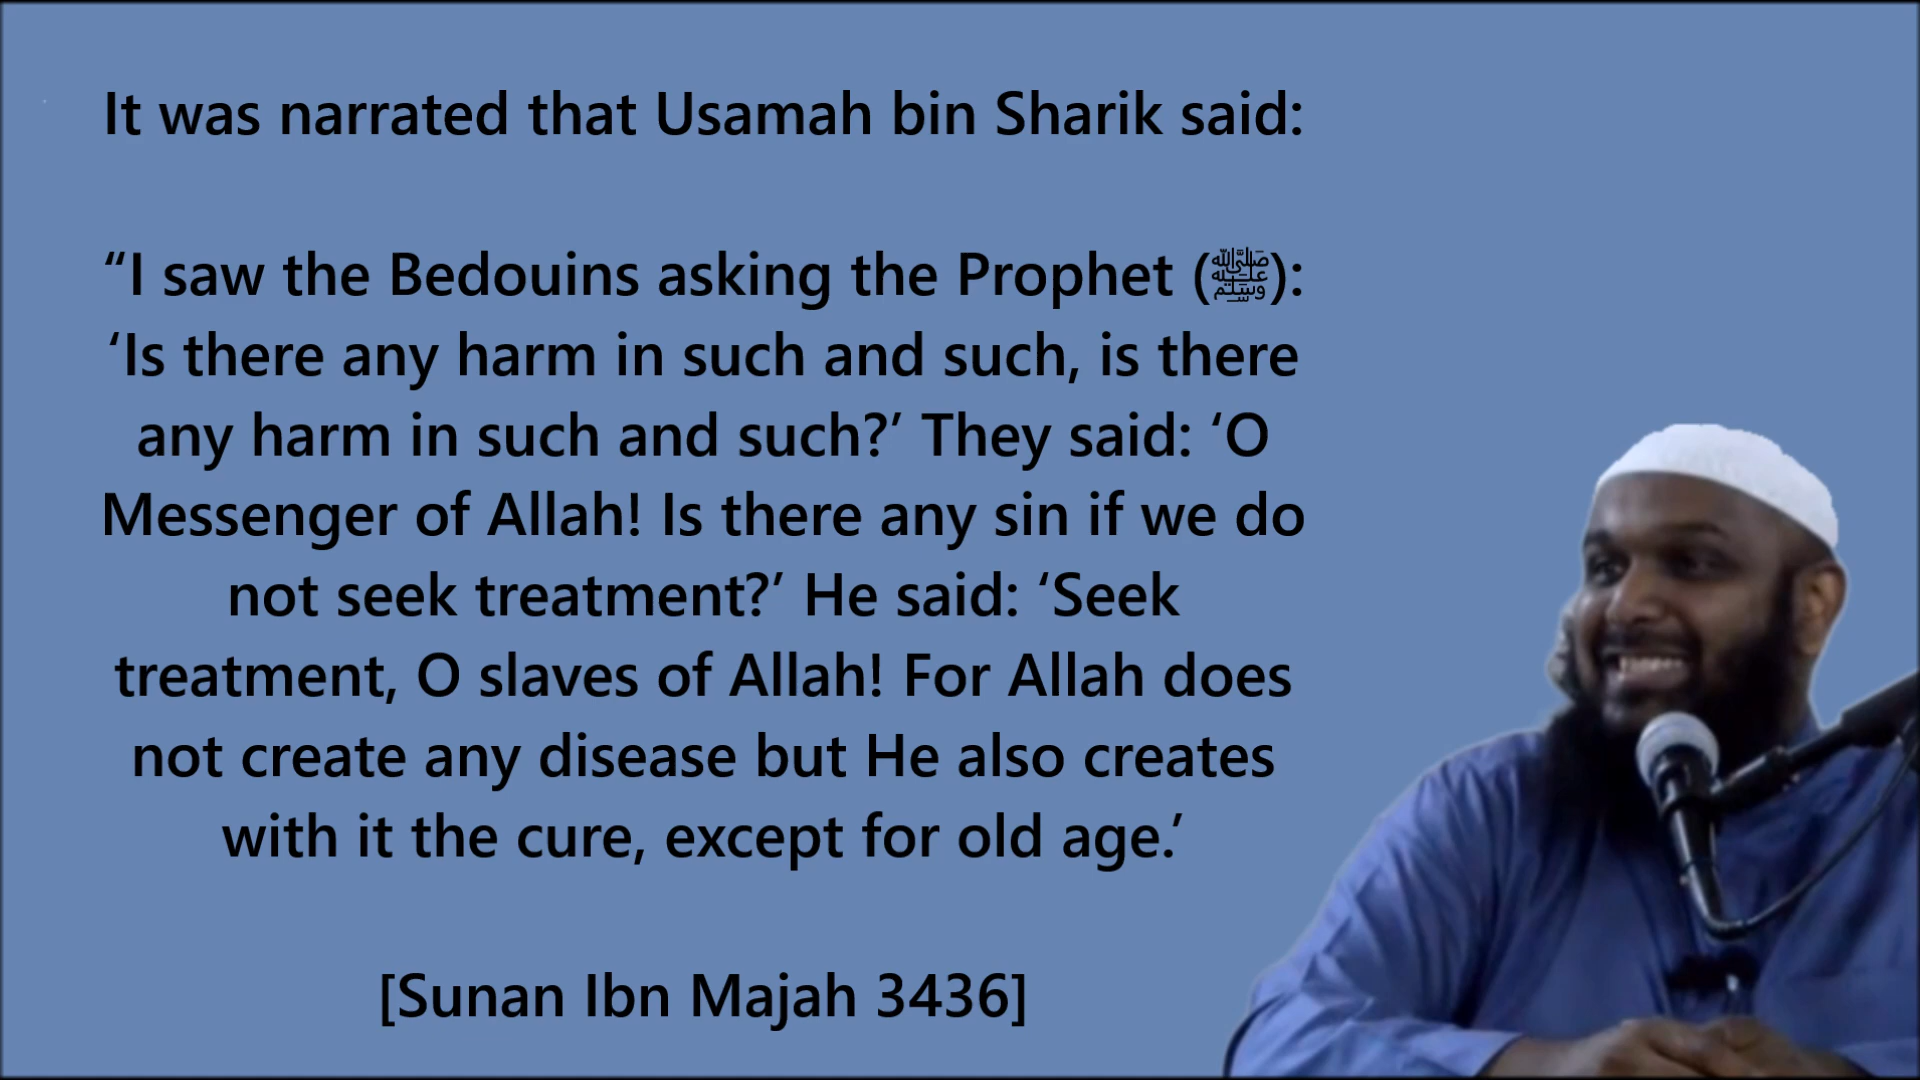 It was narrated that Usamah bin Sharik said:
“I saw the Bedouins asking the Prophet (ﷺ):
‘Is there any harm in such and such, is there
any harm in such and such?’ They said: ‘O
Messenger of Allah! Is there any sin if we do
not seek treatment?’ He said: ‘Seek
treatment, O slaves of Allah! For Allah does
not create any disease but He also creates
with it the cure, except for old age.’
[Sunan Ibn Majah 3436]